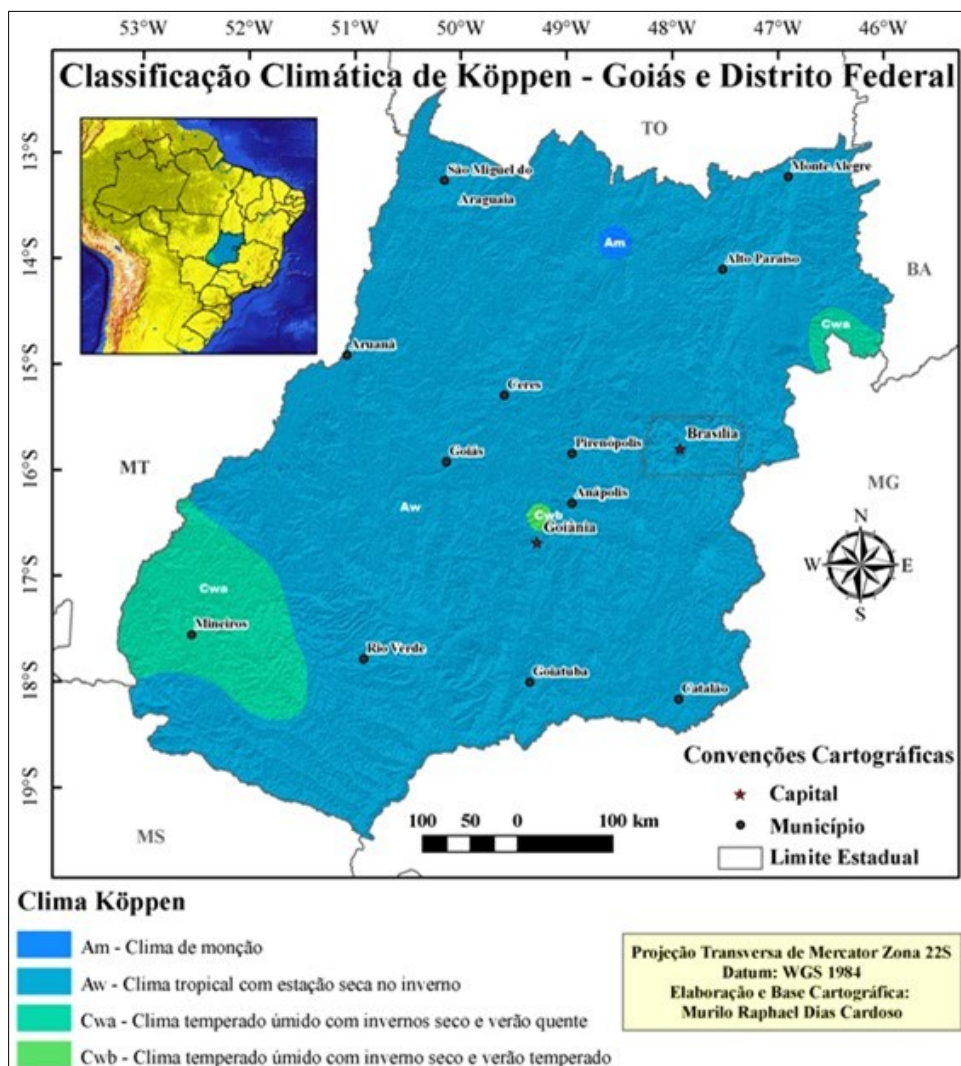 53°W 52°W 51°W 50°W 49°W 48°W 47°W 46°W
Classificação Climática de Köppen - Goiás e Distrito Federal
TO
13°S
São Miguel do
Araguaia
Monte Alegre
Am
14°S
Alto Paraíso
BA
Cwa
Aruanã
15°S
Ceres
Brasília
Pirenópolis
Goiás
MT
16°S
MG
Anápolis
Aw
Cwb
Goiânia
N
W E
S
17°S
Cwa
Mineiros
Rio Verde
18°S
Goiatuba
Catalão
Convenções Cartográficas
19°S
Capital
100 50 0 100 km
Município
MS
Limite Estadual
Clima Köppen
Am - Clima de monção
Aw - Clima tropical com estação seca no inverno
Cwa - Clima temperado úmido com invernos seco e verão quente
Cwb - Clima temperado úmido com inverno seco e verão temperado
Projeção Transversa de Mercator Zona 22S
Datum: WGS 1984
Elaboração e Base Cartográfica:
Murilo Raphael Dias Cardoso